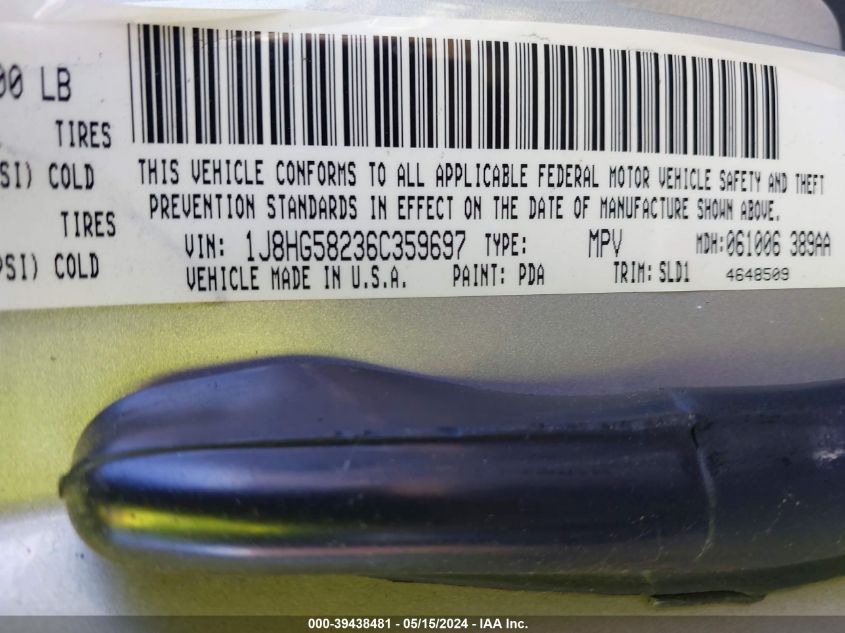 00 LB
TIRES
SI) COLD
TIRES
PSI) COLD
THIS VEHICLE CONFORMS TO ALL APPLICABLE FEDERAL MOTOR VEHICLE SAFETY AND THEFT
PREVENTION STANDARDS IN EFFECT ON THE DATE OF MANUFACTURE SHOWN ABOVE.
VIN: 1J8HG58236C359697 TYPE: MPV MDH:061006 389AA
VEHICLE MADE IN U.S.A. PAINT: PDA TRIM: SLD1 4648509
000-39438481 - 05/15/2024 - IAA Inc.